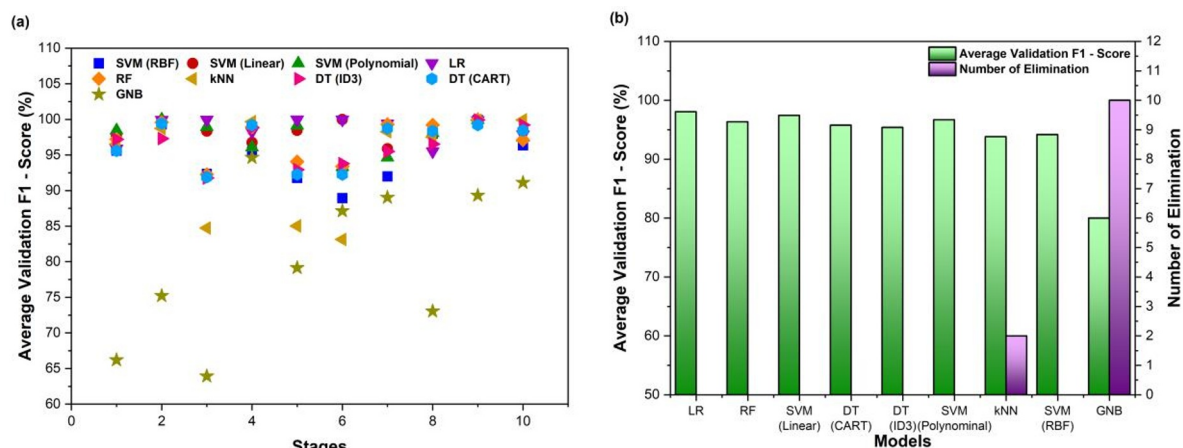 (a)
110
105
100
95
90
85
80
75
70
65
60
Average Validation F1 - Score (%)
SVM (RBF) SVM (Linear) SVM (Polynomial) LR
RF kNN DT (ID3) DT (CART)
GNB
0 2 4 6 8 10
Stages
(b)
110
100
90
80
70
60
50
Average Validation F1 - Score (%)
Average Validation F1 - Score
Number of Elimination
12
11
10
9
8
7
6
5
4
3
2
1
0
Number of Elimination
LR RF SVM DT DT SVM kNN SVM GNB
(Linear) (CART) (ID3) (Polynominal) (RBF)
Models